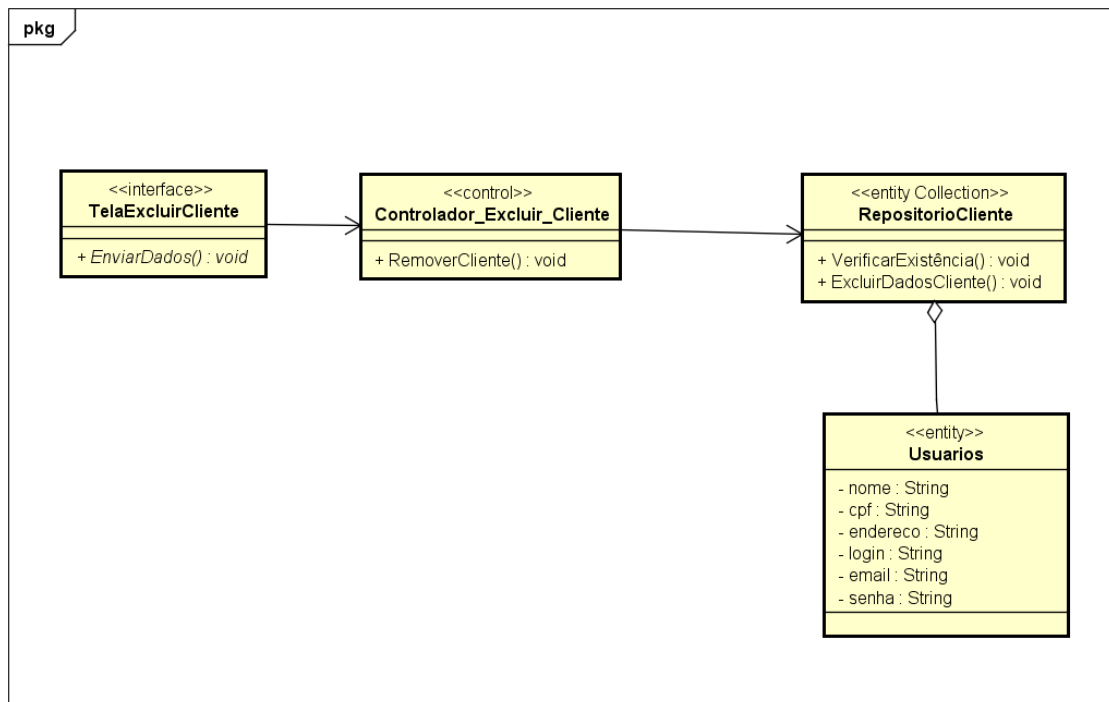 pkg
<<interface>>
TelaExcluirCliente
+ EnviarDados() : void
<<control>>
Controlador_Excluir_Cliente
+ RemoverCliente() : void
<<entity Collection>>
RepositorioCliente
+ VerificarExistência() : void
+ ExcluirDadosCliente() : void
<<entity>>
Usuarios
- nome : String
- cpf : String
- endereco : String
- login : String
- email : String
- senha : String